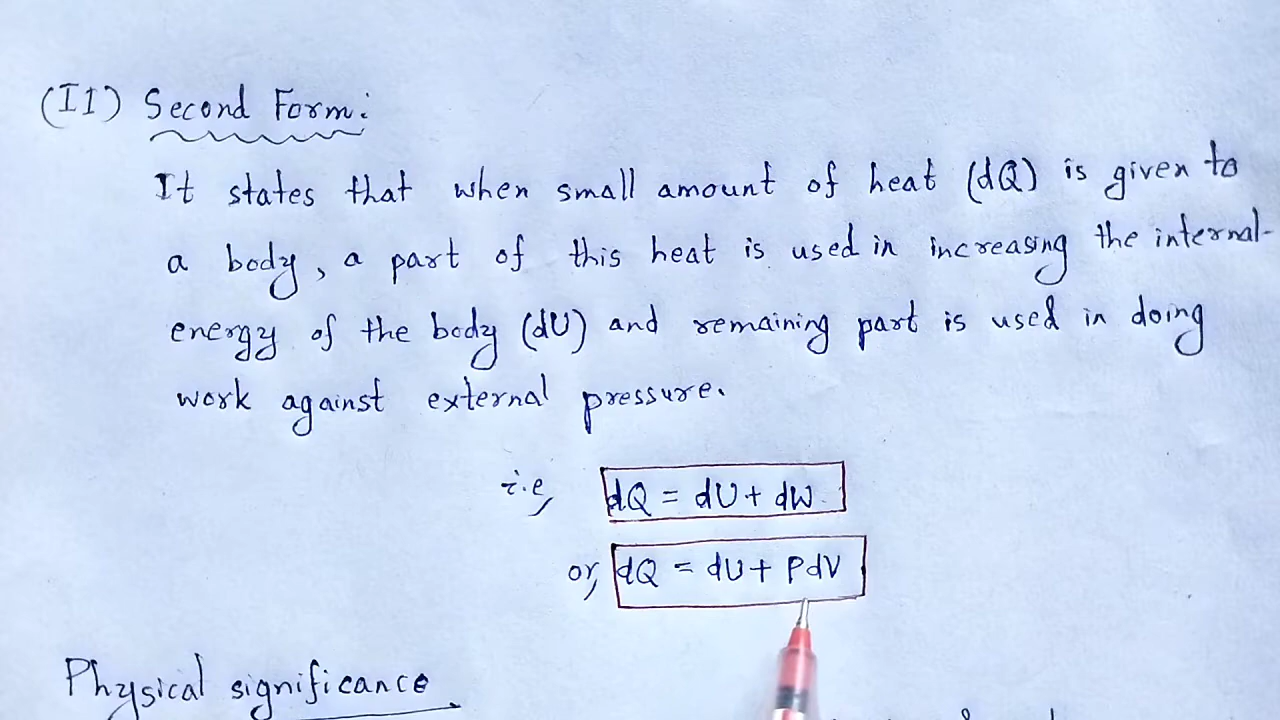 (II) Second Form:
It states that when small amount of heat (dQ) is given to
a body, a part of this heat is used in increasing the internal-
energy of the body (dU) and remaining part is used in doing
work against external pressure.
i.e, dQ = dU + dW
or, dQ = dU + PdV
Physical significance